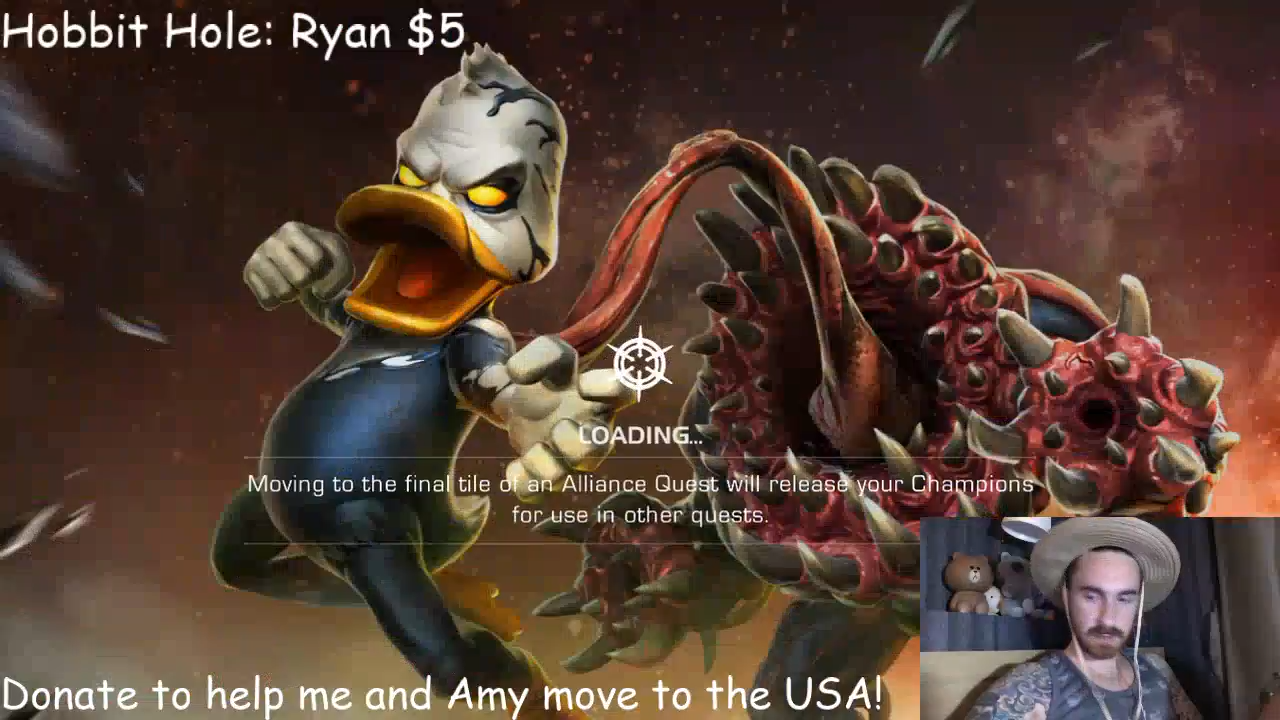 Hobbit Hole: Ryan $5
LOADING...
Moving to the final tile of an Alliance Quest will release your Champions
for use in other quests.
Donate to help me and Amy move to the USA!